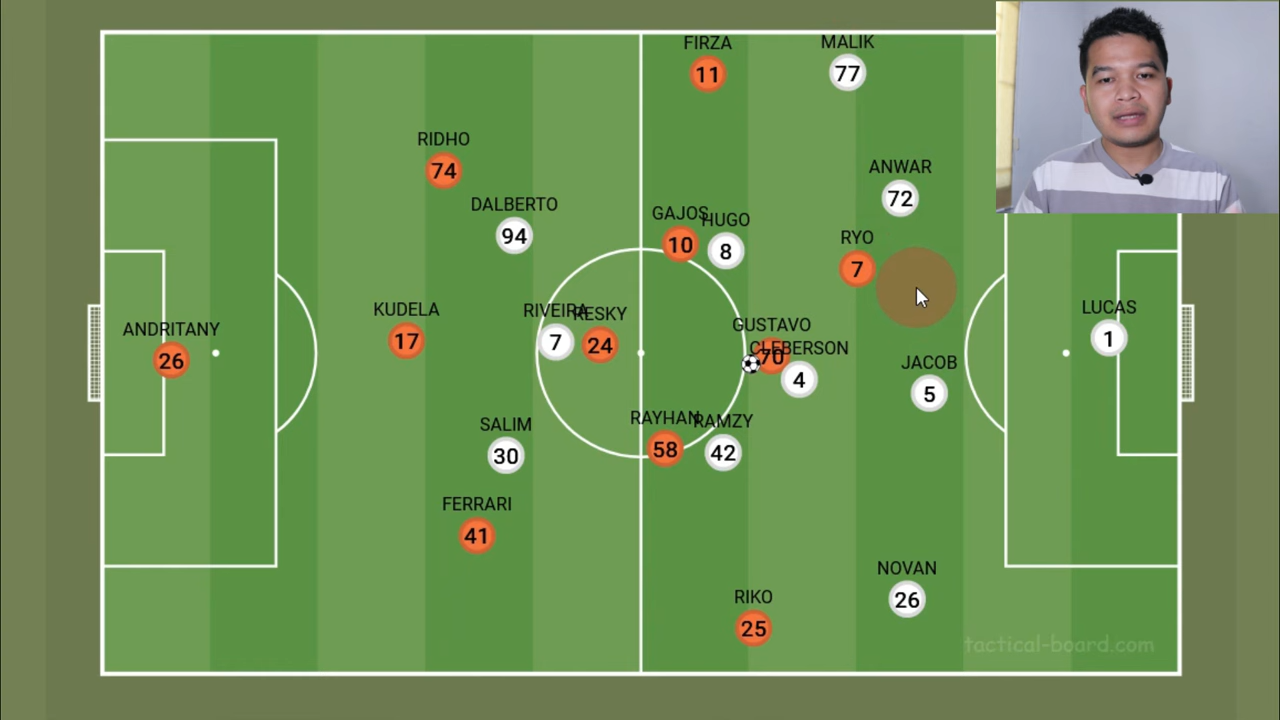 FIRZA
11
MALIK
77
RIDHO
74
ANWAR
72
DALBERTO
94
GAJOS
10
HUGO
8
RYO
7
KUDELA
17
RIVEIRA
7
RESKY
24
GUSTAVO
70
CLEBERSON
4
LUCAS
1
ANDRITANY
26
JACOB
5
SALIM
30
RAYHAN
58
RAMZY
42
FERRARI
41
NOVAN
26
RIKO
25
tactical-board.com